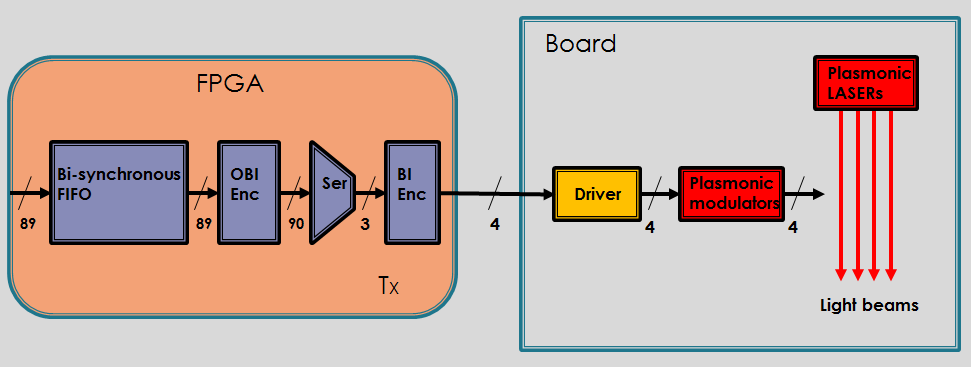 Board
FPGA
Plasmonic
LASERs
Bi-synchronous
FIFO
OBI
Enc
Ser
BI
Enc
Driver
Plasmonic
modulators
89
89
90
3
4
4
4
Tx
Light beams